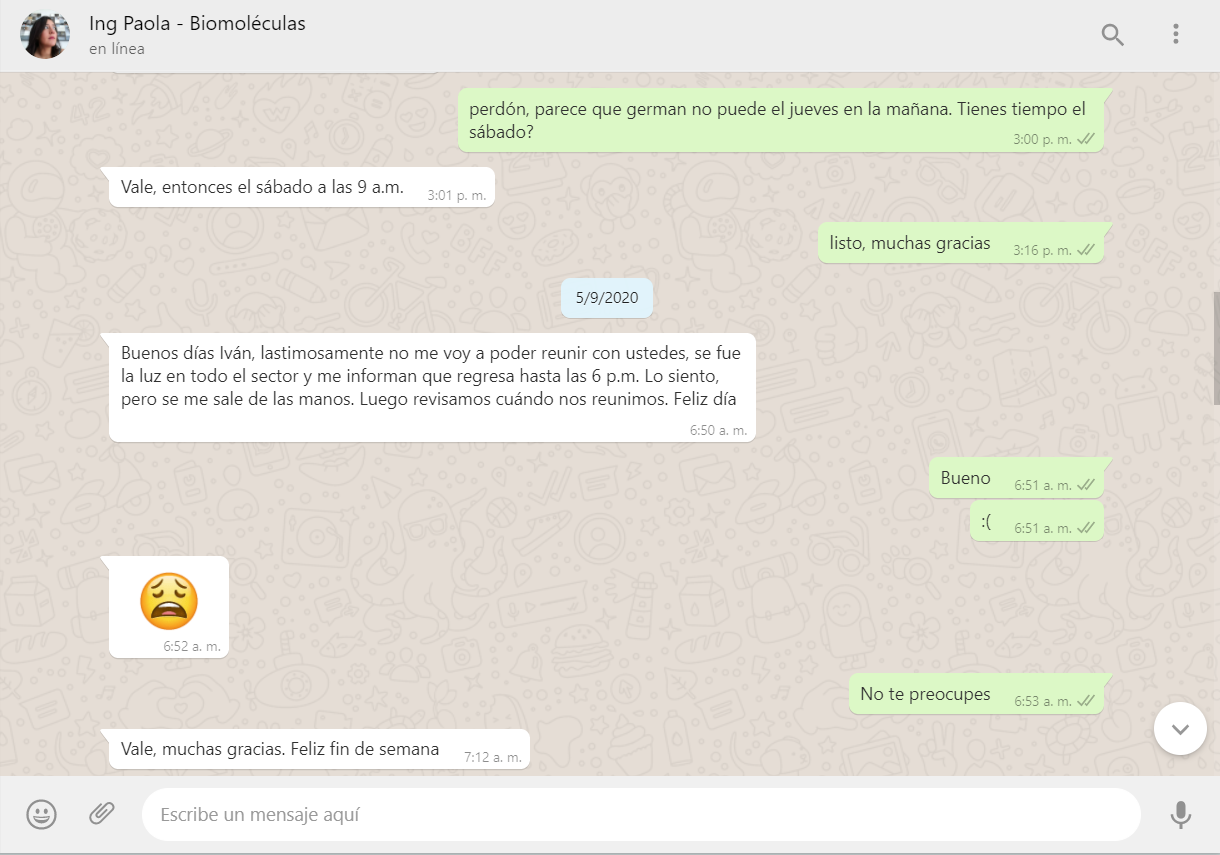 Ing Paola - Biomoléculas
en línea
perdón, parece que german no puede el jueves en la mañana. Tienes tiempo el
sábado?
3:00 p. m.
Vale, entonces el sábado a las 9 a.m.
3:01 p. m.
listo, muchas gracias
3:16 p. m.
5/9/2020
Buenos días Iván, lastimosamente no me voy a poder reunir con ustedes, se fue
la luz en todo el sector y me informan que regresa hasta las 6 p.m. Lo siento,
pero se me sale de las manos. Luego revisamos cuándo nos reunimos. Feliz día
6:50 a. m.
Bueno
6:51 a. m.
:(
6:51 a. m.
6:52 a. m.
No te preocupes
6:53 a. m.
Vale, muchas gracias. Feliz fin de semana
7:12 a. m.
Escribe un mensaje aquí